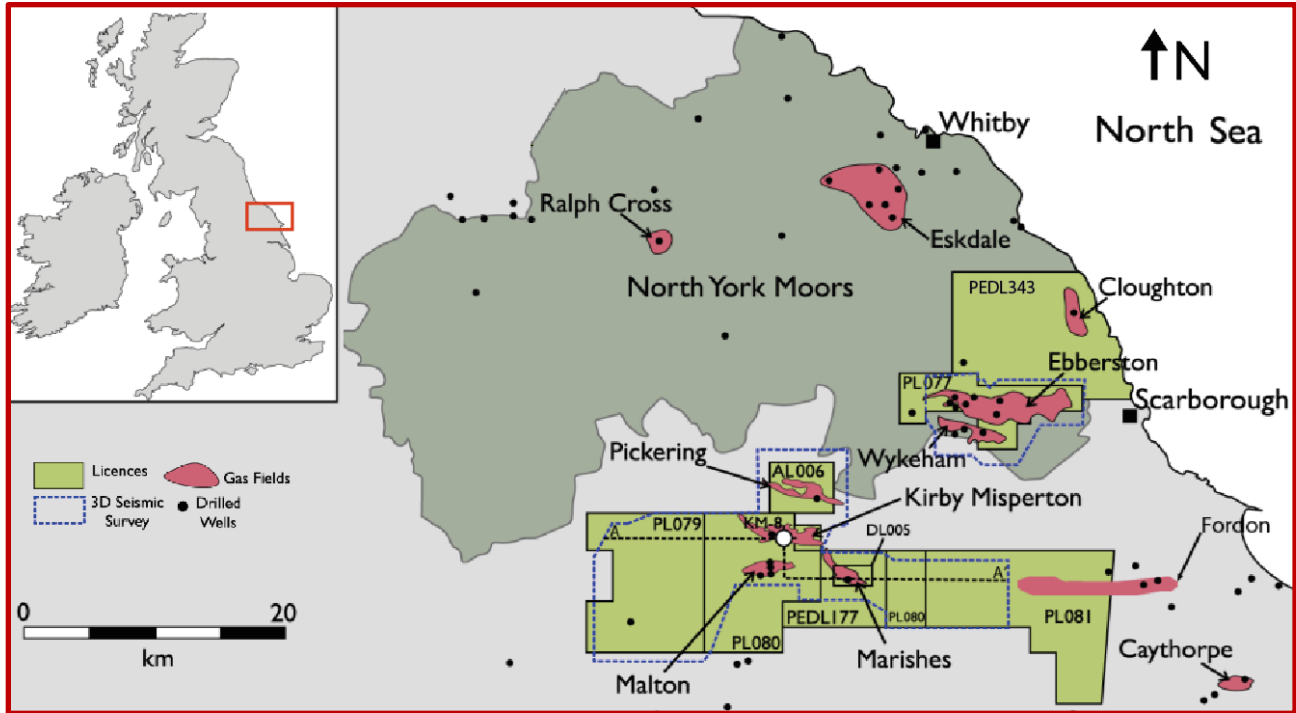 N
Whitby
North Sea
Ralph Cross
Eskdale
North York Moors
PEDL343
Cloughton
Ebberston
PL077
Scarborough
Wykeham
Pickering
AL006
Kirby Misperton
Licences
Gas Fields
3D Seismic
Survey
Drilled
Wells
PL079
KM-8
A
DL005
Fordon
A'
0
20
km
PEDL177
PL080
PL081
PL080
Marishes
Malton
Caythorpe